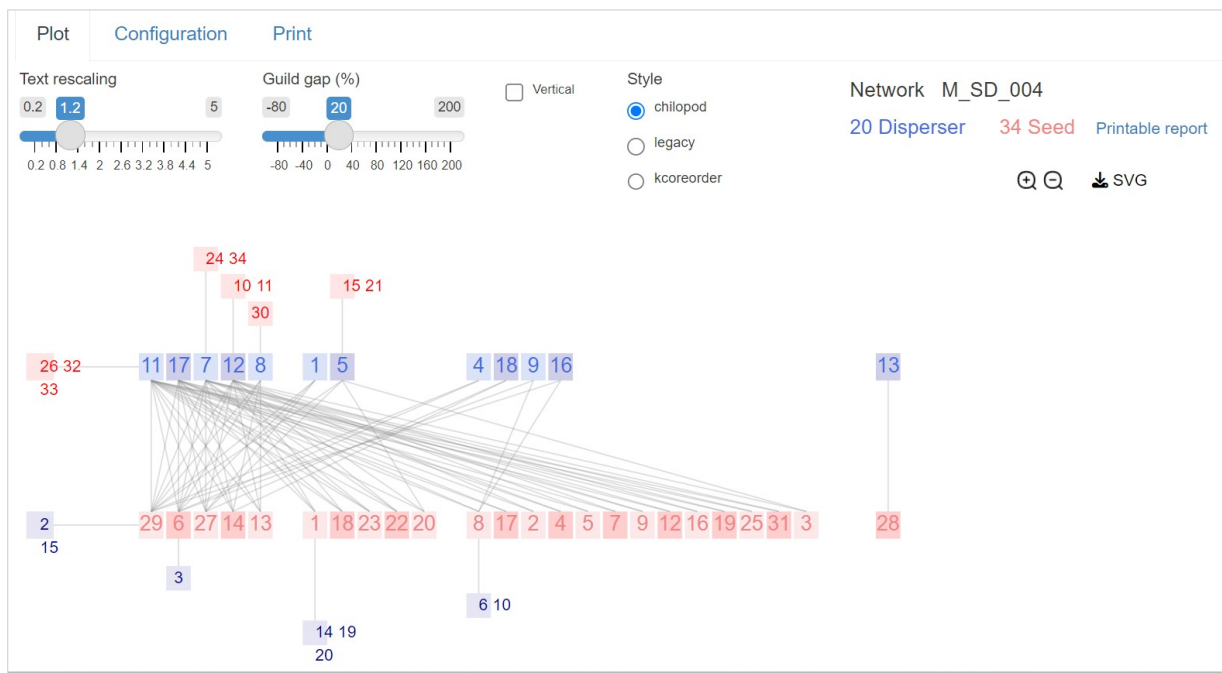 Plot Configuration Print
Text rescaling Guild gap (%) Vertical Style Network M_SD_004
0.2 1.2 5 -80 20 200 chilopod
20 Disperser 34 Seed Printable report
legacy
0.2 0.8 1.4 2 2.6 3.2 3.8 4.4 5 -80 -40 0 40 80 120 160 200
kcoreorder SVG
24 34
10 11 15 21
30
26 32 11 17 7 12 8 1 5 4 18 9 16 13
33
2 29 6 27 14 13 1 18 23 22 20 8 17 2 4 5 7 9 12 16 19 25 31 3 28
15
3
6 10
14 19
20